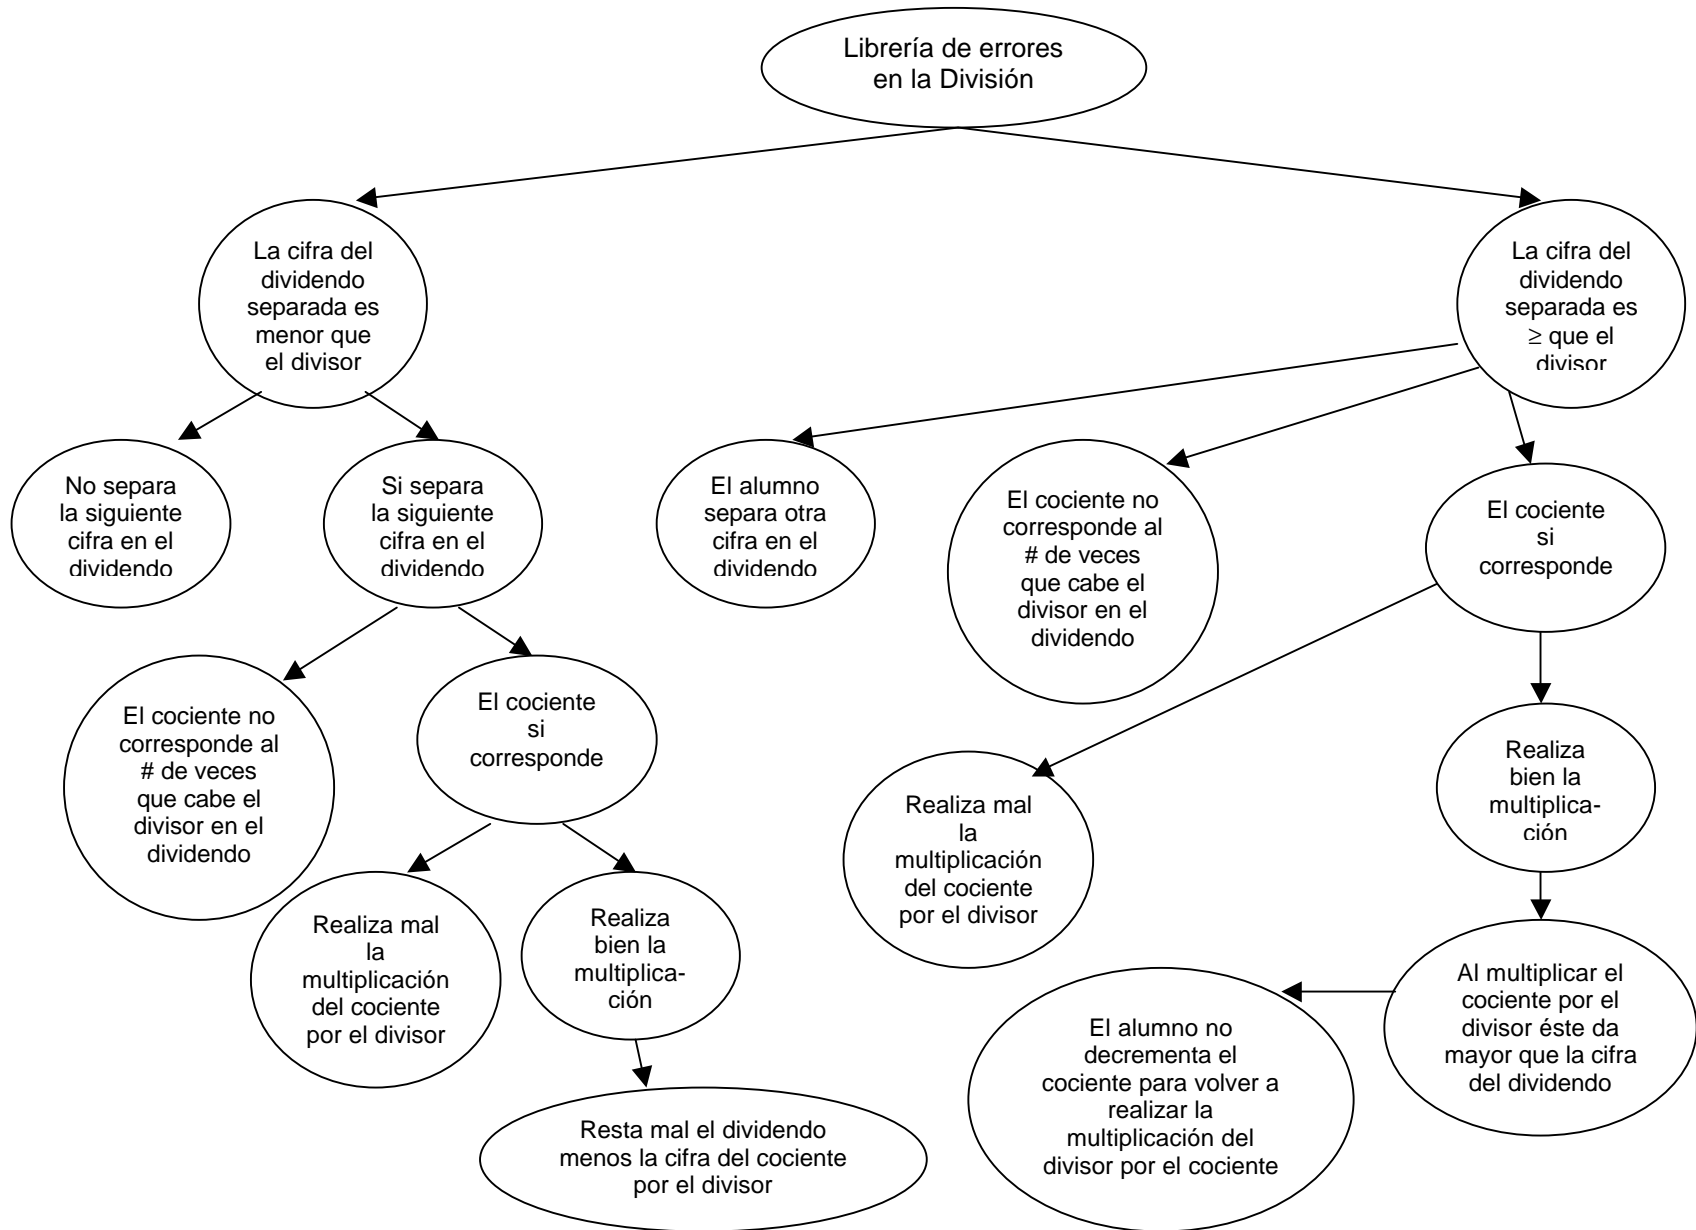 Librería de errores
en la División
La cifra del
dividendo
separada es
menor que
el divisor
La cifra del
dividendo
separada es
≥ que el
divisor
No separa
la siguiente
cifra en el
dividendo
Si separa
la siguiente
cifra en el
dividendo
El alumno
separa otra
cifra en el
dividendo
El cociente no
corresponde al
# de veces
que cabe el
divisor en el
dividendo
El cociente
si
corresponde
El cociente no
corresponde al
# de veces
que cabe el
divisor en el
dividendo
El cociente
si
corresponde
Realiza mal
la
multiplicación
del cociente
por el divisor
Realiza
bien la
multiplica-
ción
Realiza mal
la
multiplicación
del cociente
por el divisor
Realiza
bien la
multiplica-
ción
El alumno no
decrementa el
cociente para volver a
realizar la
multiplicación del
divisor por el cociente
Al multiplicar el
cociente por el
divisor éste da
mayor que la cifra
del dividendo
Resta mal el dividendo
menos la cifra del cociente
por el divisor